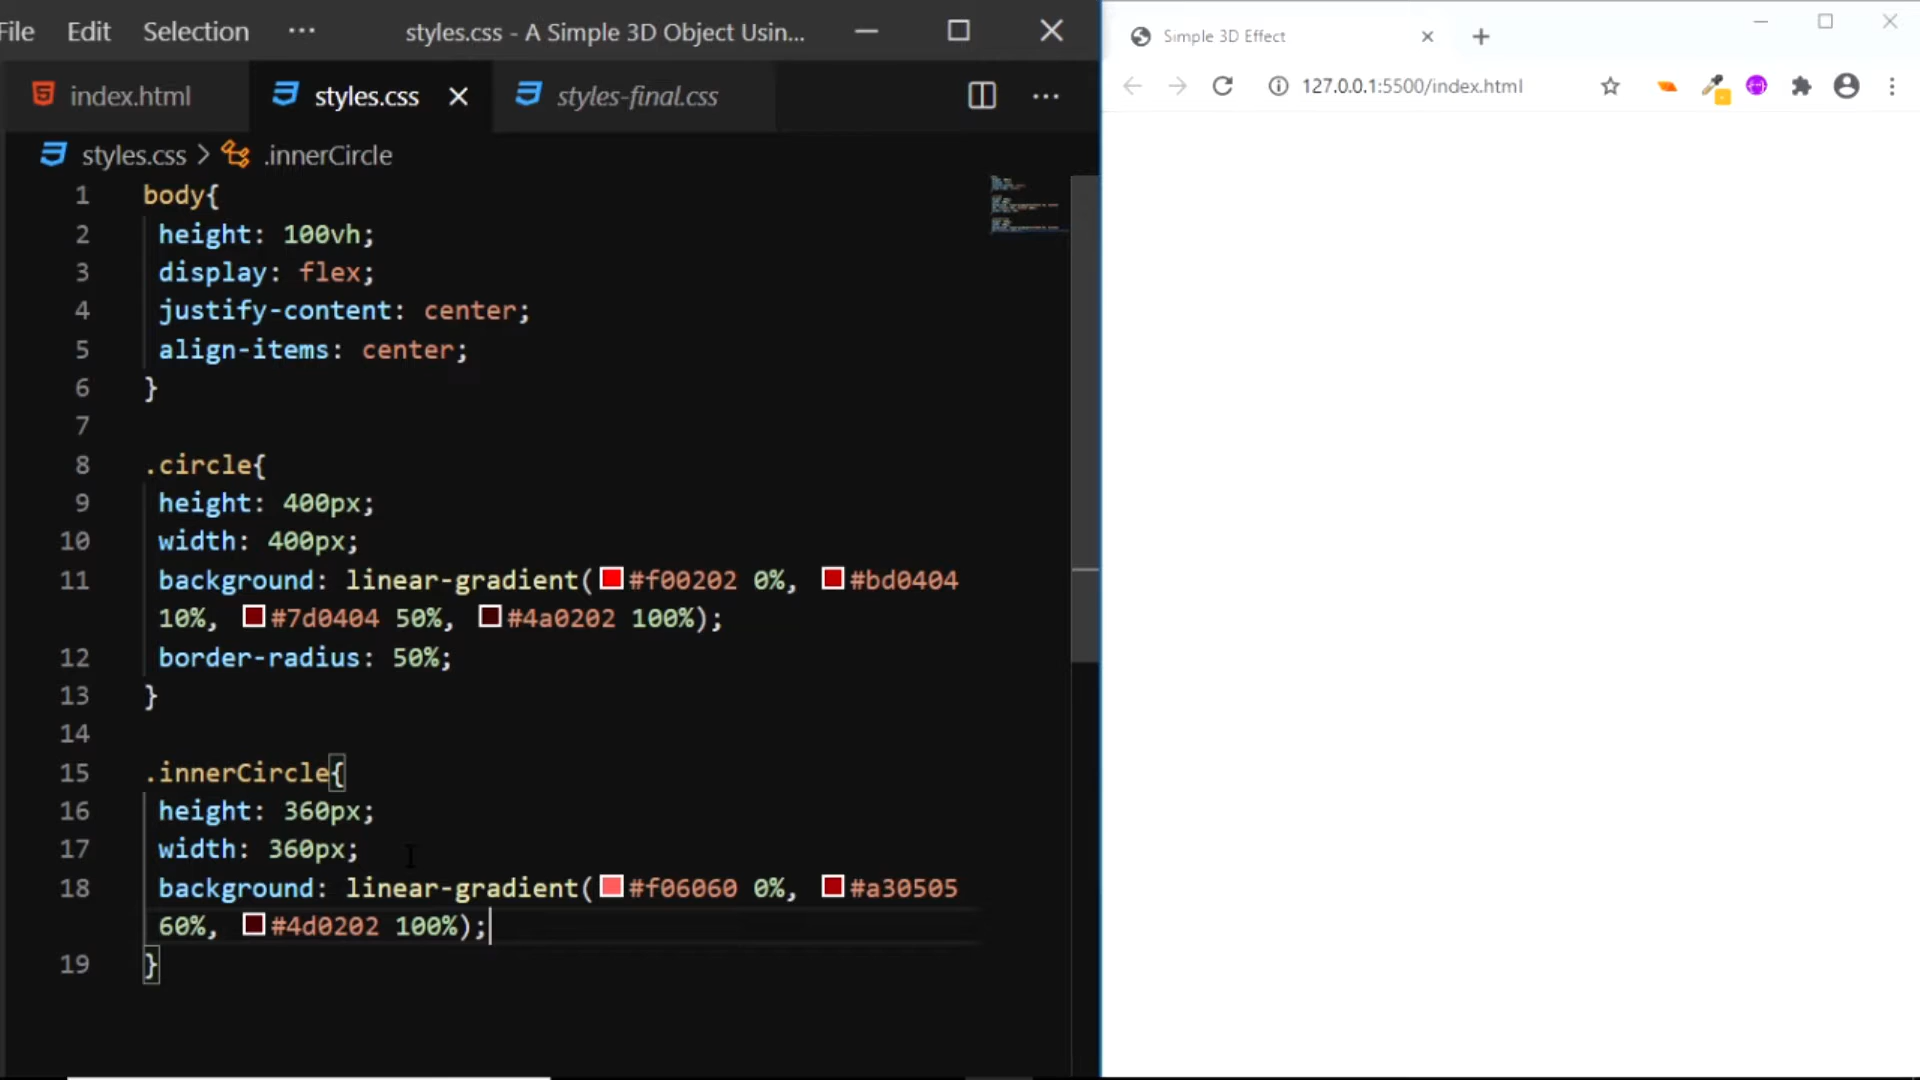 File Edit Selection ··· styles.css - A Simple 3D Object Usin...
index.html styles.css styles-final.css ···
styles.css > .innerCircle
1 body{
2 height: 100vh;
3 display: flex;
4 justify-content: center;
5 align-items: center;
6 }
7
8 .circle{
9 height: 400px;
10 width: 400px;
11 background: linear-gradient(#f00202 0%, #bd0404
10%, #7d0404 50%, #4a0202 100%);
12 border-radius: 50%;
13 }
14
15 .innerCircle{
16 height: 360px;
17 width: 360px;
18 background: linear-gradient(#f06060 0%, #a30505
60%, #4d0202 100%);
19 }
Simple 3D Effect
127.0.0.1:5500/index.html